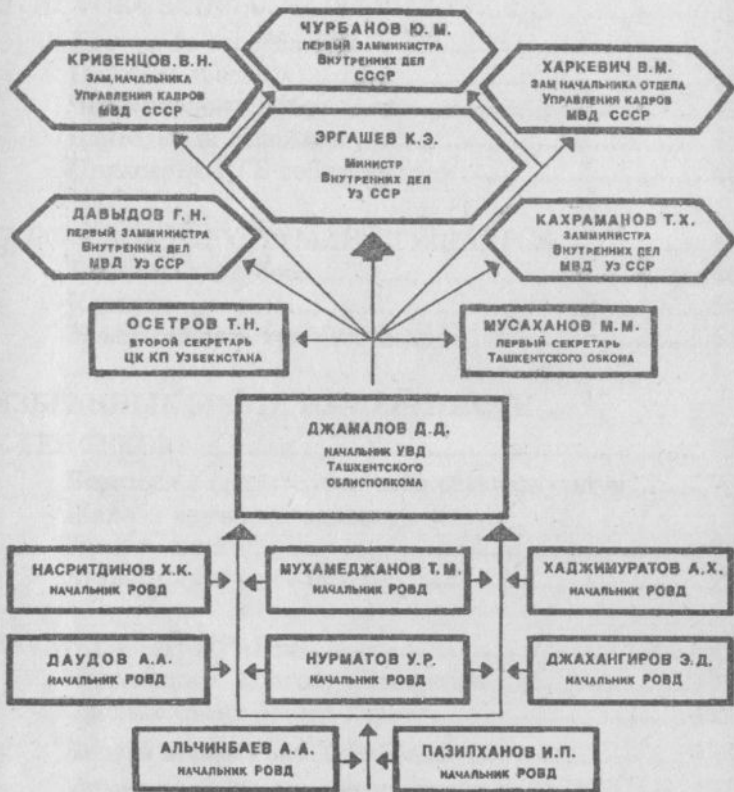 ЧУРБАНОВ Ю. М.
ПЕРВЫЙ ЗАММИНИСТРА
ВНУТРЕННИХ ДЕЛ
СССР
КРИВЕНЦОВ.В.Н.
ЗАМ.НАЧАЛЬНИКА
УПРАВЛЕНИЯ КАДРОВ
МВД СССР
ХАРКЕВИЧ В.М.
ЗАМ НАЧАЛЬНИКА ОТДЕЛА
УПРАВЛЕНИЯ КАДРОВ
МВД СССР
ЭРГАШЕВ К.Э.
МИНИСТР
ВНУТРЕННИХ ДЕЛ
УЗ ССР
ДАВЫДОВ Г.Н.
ПЕРВЫЙ ЗАММИНИСТРА
ВНУТРЕННИХ ДЕЛ
МВД УЗ ССР
КАХРАМАНОВ Т.Х.
ЗАММИНИСТРА
ВНУТРЕННИХ ДЕЛ
МВД УЗ ССР
ОСЕТРОВ Т.Н.
ВТОРОЙ СЕКРЕТАРЬ
ЦК КП УЗБЕКИСТАНА
МУСАХАНОВ М.М.
ПЕРВЫЙ СЕКРЕТАРЬ
ТАШКЕНТСКОГО ОБКОМА
ДЖАМАЛОВ Д.Д.
НАЧАЛЬНИК УВД
ТАШКЕНТСКОГО
ОБЛИСПОЛКОМА
НАСРИТДИНОВ Х.К.
НАЧАЛЬНИК РОВД
МУХАМЕДЖАНОВ Т.М.
НАЧАЛЬНИК РОВД
ХАДЖИМУРАТОВ А.Х.
НАЧАЛЬНИК РОВД
ДАУДОВ А.А.
НАЧАЛЬНИК РОВД
НУРМАТОВ У.Р.
НАЧАЛЬНИК РОВД
ДЖАХАНГИРОВ Э.Д.
НАЧАЛЬНИК РОВД
АЛЬЧИНБАЕВ А.А.
НАЧАЛЬНИК РОВД
ПАЗИЛХАНОВ И.П.
НАЧАЛЬНИК РОВД